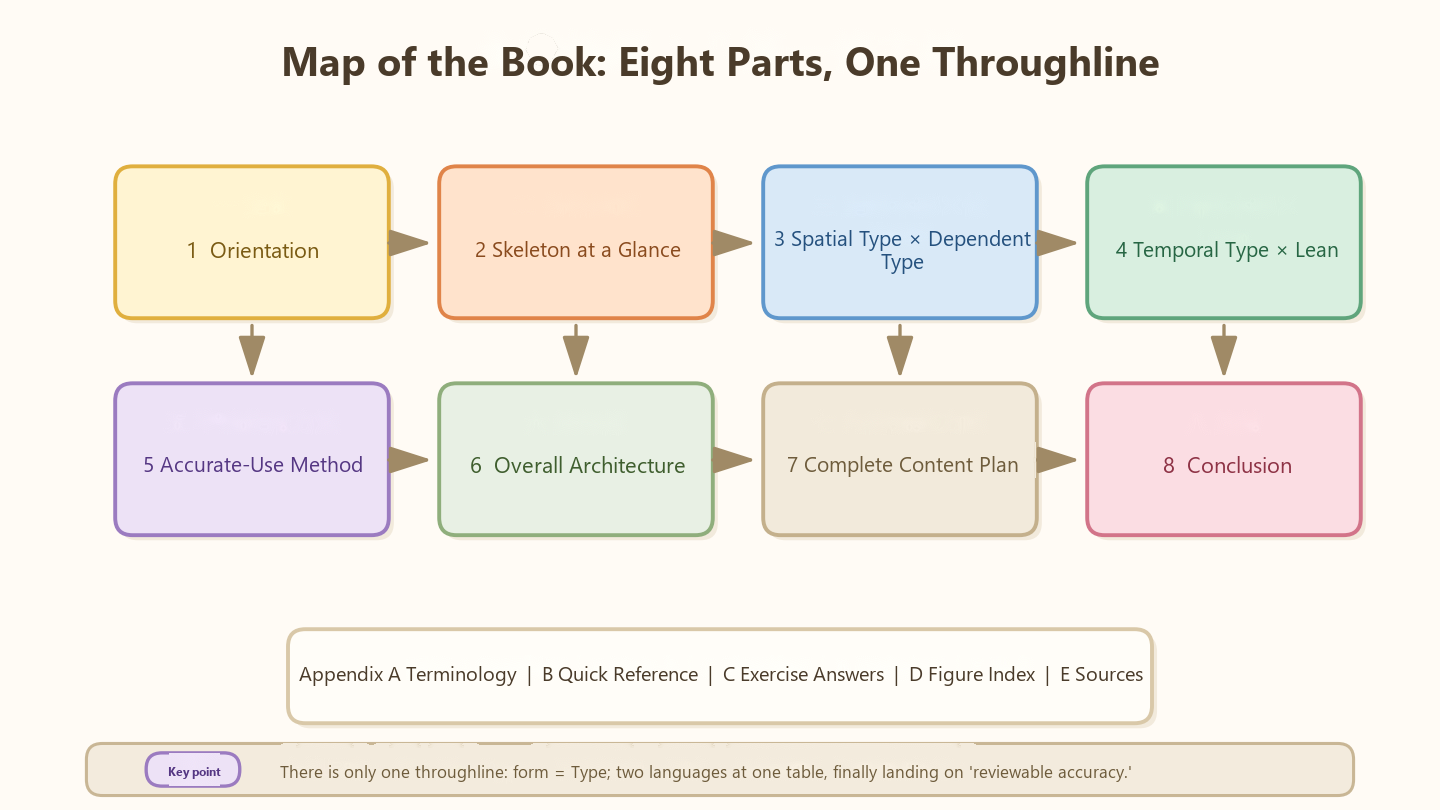 Map of the Book: Eight Parts, One Throughline
1 Orientation
2 Skeleton at a Glance
3 Spatial Type × Dependent
Type
4 Temporal Type × Lean
5 Accurate-Use Method
6 Overall Architecture
7 Complete Content Plan
8 Conclusion
Appendix A Terminology | B Quick Reference | C Exercise Answers | D Figure Index | E Sources
Key point
There is only one throughline: form = Type; two languages at one table, finally landing on 'reviewable accuracy.'